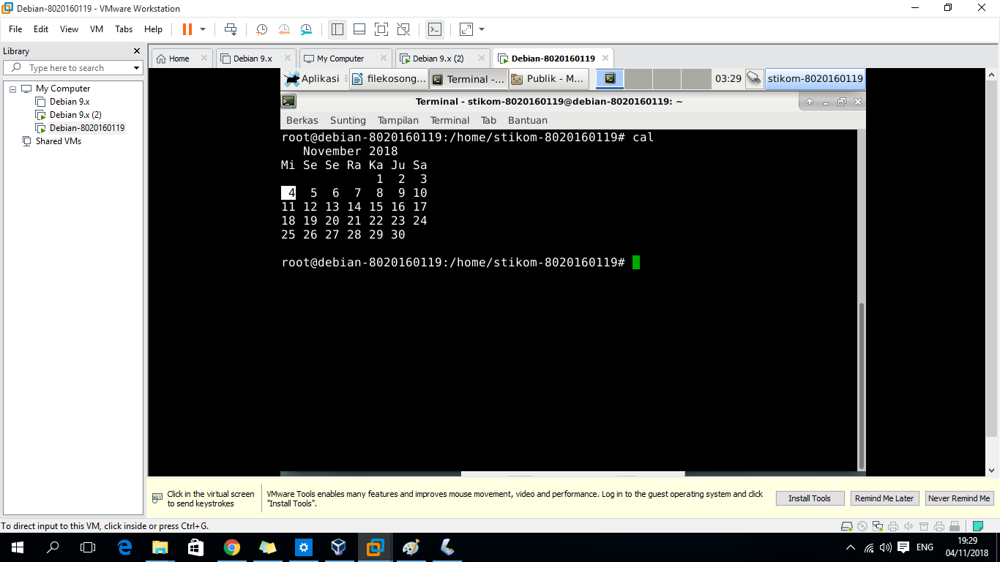 Debian-8020160119 - VMware Workstation
File Edit View VM Tabs Help
Library
Type here to search
My Computer
Debian 9.x
Debian 9.x (2)
Debian-8020160119
Shared VMs
Home Debian 9.x My Computer Debian 9.x (2) Debian-8020160119
Aplikasi filekosong... Terminal -... Publik - M... 03:29 stikom-8020160119
Terminal - stikom-8020160119@debian-8020160119: ~
Berkas Sunting Tampilan Terminal Tab Bantuan
root@debian-8020160119:/home/stikom-8020160119# cal
November 2018
Mi Se Se Ra Ka Ju Sa
1 2 3
4 5 6 7 8 9 10
11 12 13 14 15 16 17
18 19 20 21 22 23 24
25 26 27 28 29 30
root@debian-8020160119:/home/stikom-8020160119#
Click in the virtual screen
to send keystrokes
VMware Tools enables many features and improves mouse movement, video and performance. Log in to the guest operating system and click
"Install Tools".
Install Tools Remind Me Later Never Remind Me
To direct input to this VM, click inside or press Ctrl+G.
ENG
19:29
04/11/2018